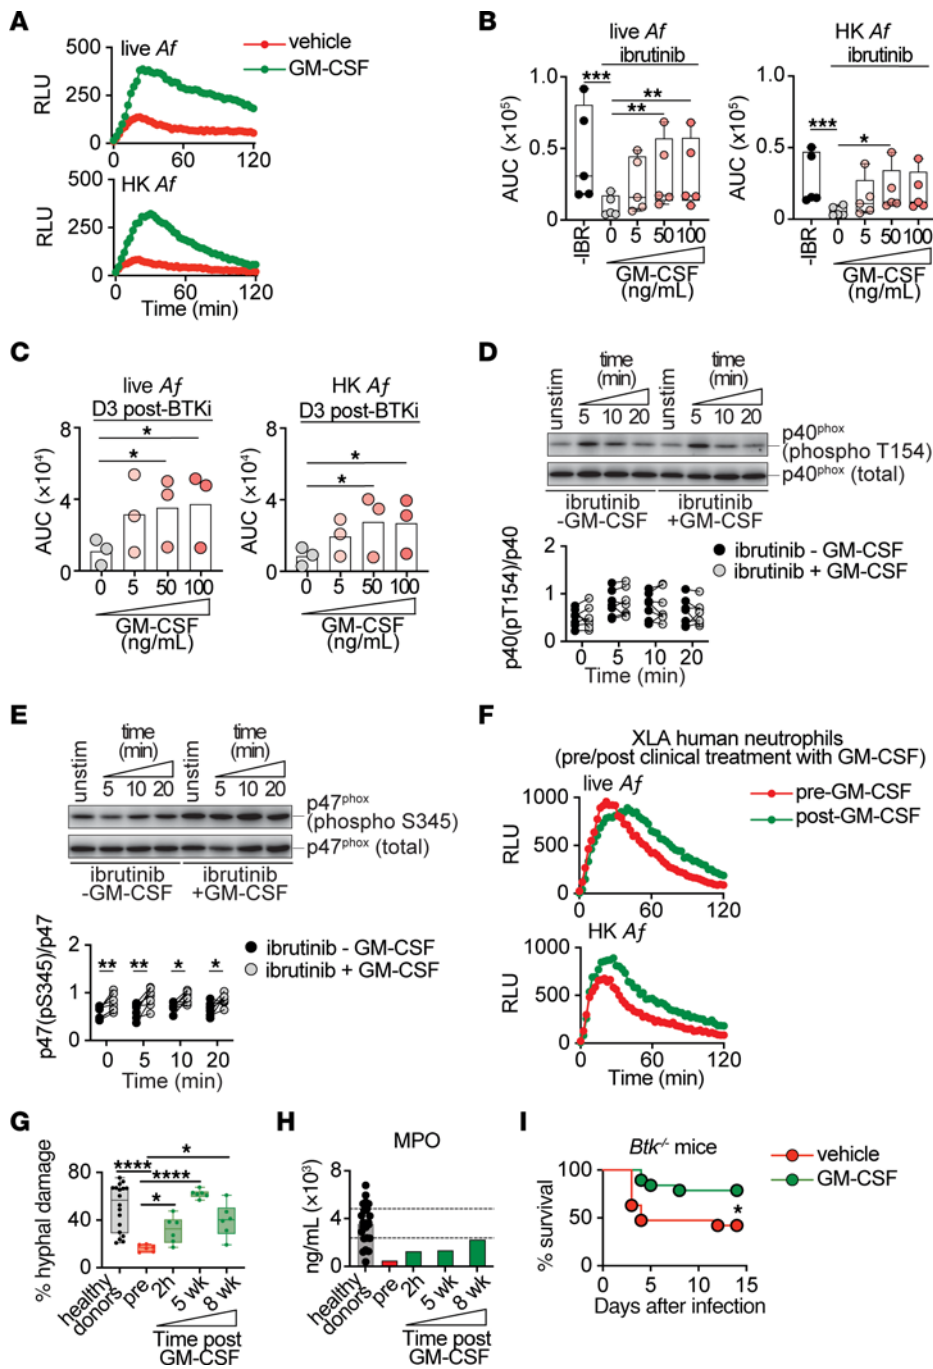 A
live Af
vehicle
GM-CSF
RLU
500
250
0
0 60 120
HK Af
RLU
500
250
0
0 60 120
Time (min)
B
live Af
ibrutinib
AUC (×10⁵)
1.0
0.5
0
***
**
**
-IBR
0 5 50 100
GM-CSF
(ng/mL)
HK Af
ibrutinib
AUC (×10⁵)
1.0
0.5
0
***
*
-IBR
0 5 50 100
GM-CSF
(ng/mL)
C
live Af
D3 post-BTKi
AUC (×10⁴)
8
4
0
*
*
0 5 50 100
GM-CSF
(ng/mL)
HK Af
D3 post-BTKi
AUC (×10⁴)
8
4
0
*
*
0 5 50 100
GM-CSF
(ng/mL)
D
time
(min)
time
(min)
unstim
5 10 20
unstim
5 10 20
p40ᵖʰᵒˣ
(phospho T154)
p40ᵖʰᵒˣ (total)
ibrutinib
-GM-CSF
ibrutinib
+GM-CSF
p40(pT154)/p40
2
1
0
ibrutinib - GM-CSF
ibrutinib + GM-CSF
0 5 10 20
Time (min)
E
time
(min)
time
(min)
unstim
5 10 20
unstim
5 10 20
p47ᵖʰᵒˣ
(phospho S345)
p47ᵖʰᵒˣ (total)
ibrutinib
-GM-CSF
ibrutinib
+GM-CSF
p47(pS345)/p47
2
1
0
** ** * *
ibrutinib - GM-CSF
ibrutinib + GM-CSF
0 5 10 20
Time (min)
F
XLA human neutrophils
(pre/post clinical treatment with GM-CSF)
live Af
pre-GM-CSF
post-GM-CSF
RLU
1000
500
0
0 60 120
HK Af
RLU
1000
500
0
0 60 120
Time (min)
G
% hyphal damage
80
40
0
*
****
****
*
healthy
donors
pre
2h
5 wk
8 wk
Time post
GM-CSF
H
MPO
ng/mL (×10³)
8
4
0
healthy
donors
pre
2h
5 wk
8 wk
Time post
GM-CSF
I
Btk⁻/⁻ mice
vehicle
GM-CSF
% survival
100
50
0
*
0 5 10 15
Days after infection